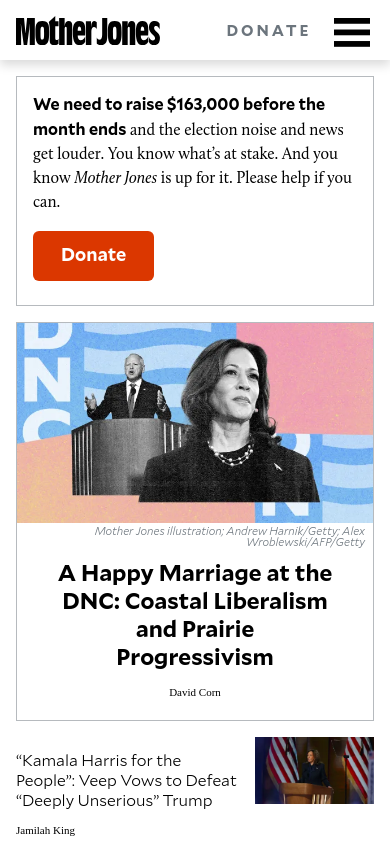 Mother Jones
DONATE
We need to raise $163,000 before the
month ends and the election noise and news
get louder. You know what’s at stake. And you
know Mother Jones is up for it. Please help if you
can.
Donate
DNC
Mother Jones illustration; Andrew Harnik/Getty; Alex
Wroblewski/AFP/Getty
A Happy Marriage at the
DNC: Coastal Liberalism
and Prairie
Progressivism
David Corn
“Kamala Harris for the
People”: Veep Vows to Defeat
“Deeply Unserious” Trump
Jamilah King